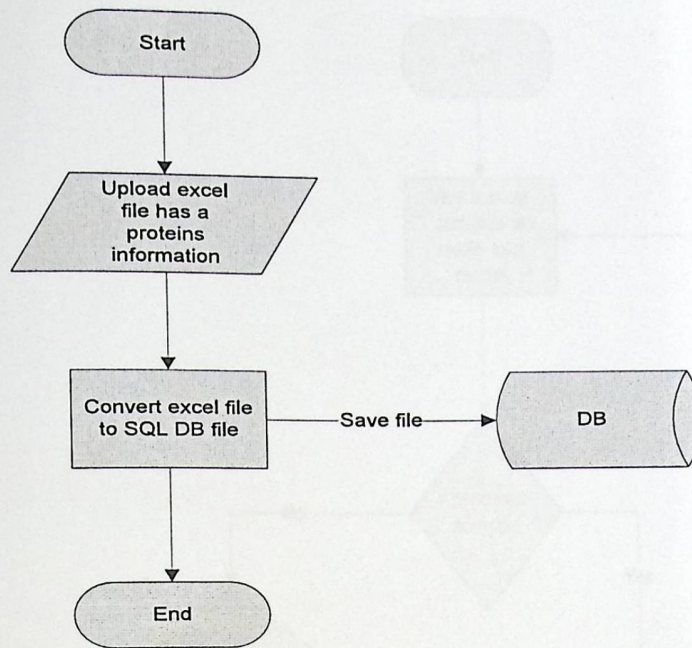 Start
Upload excel
file has a
proteins
information
Convert excel file
to SQL DB file
Save file
DB
End